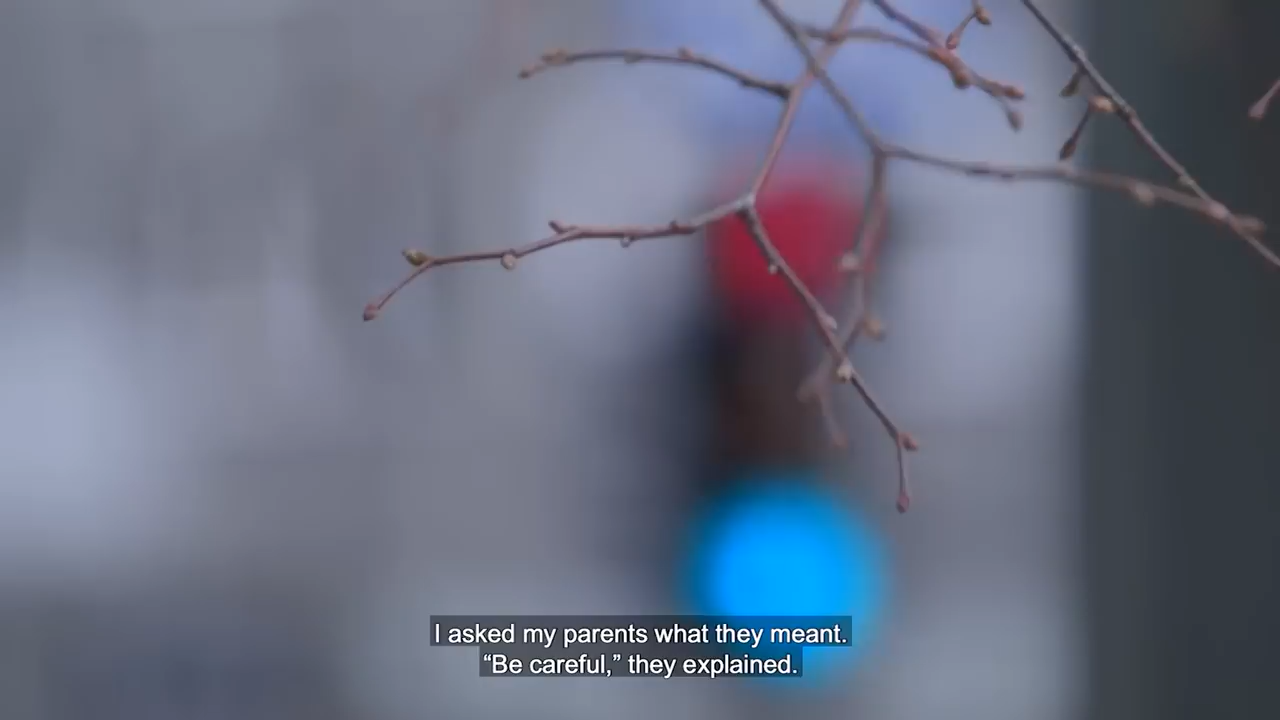 I asked my parents what they meant.
“Be careful,” they explained.